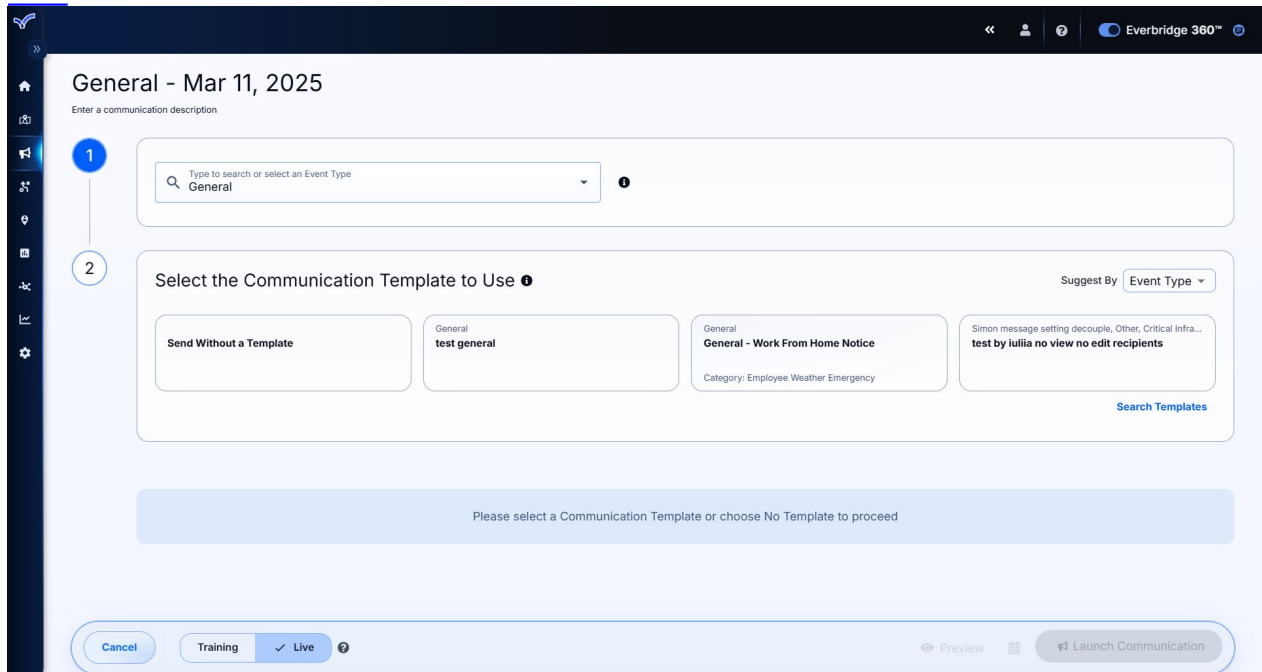 Everbridge 360™
General - Mar 11, 2025
Enter a communication description
1
Type to search or select an Event Type
General
2
Select the Communication Template to Use
Suggest By
Event Type
Send Without a Template
General
test general
General
General - Work From Home Notice
Category: Employee Weather Emergency
Simon message setting decouple, Other, Critical Infra...
test by iuliia no view no edit recipients
Search Templates
Please select a Communication Template or choose No Template to proceed
Cancel
Training
Live
Preview
Launch Communication